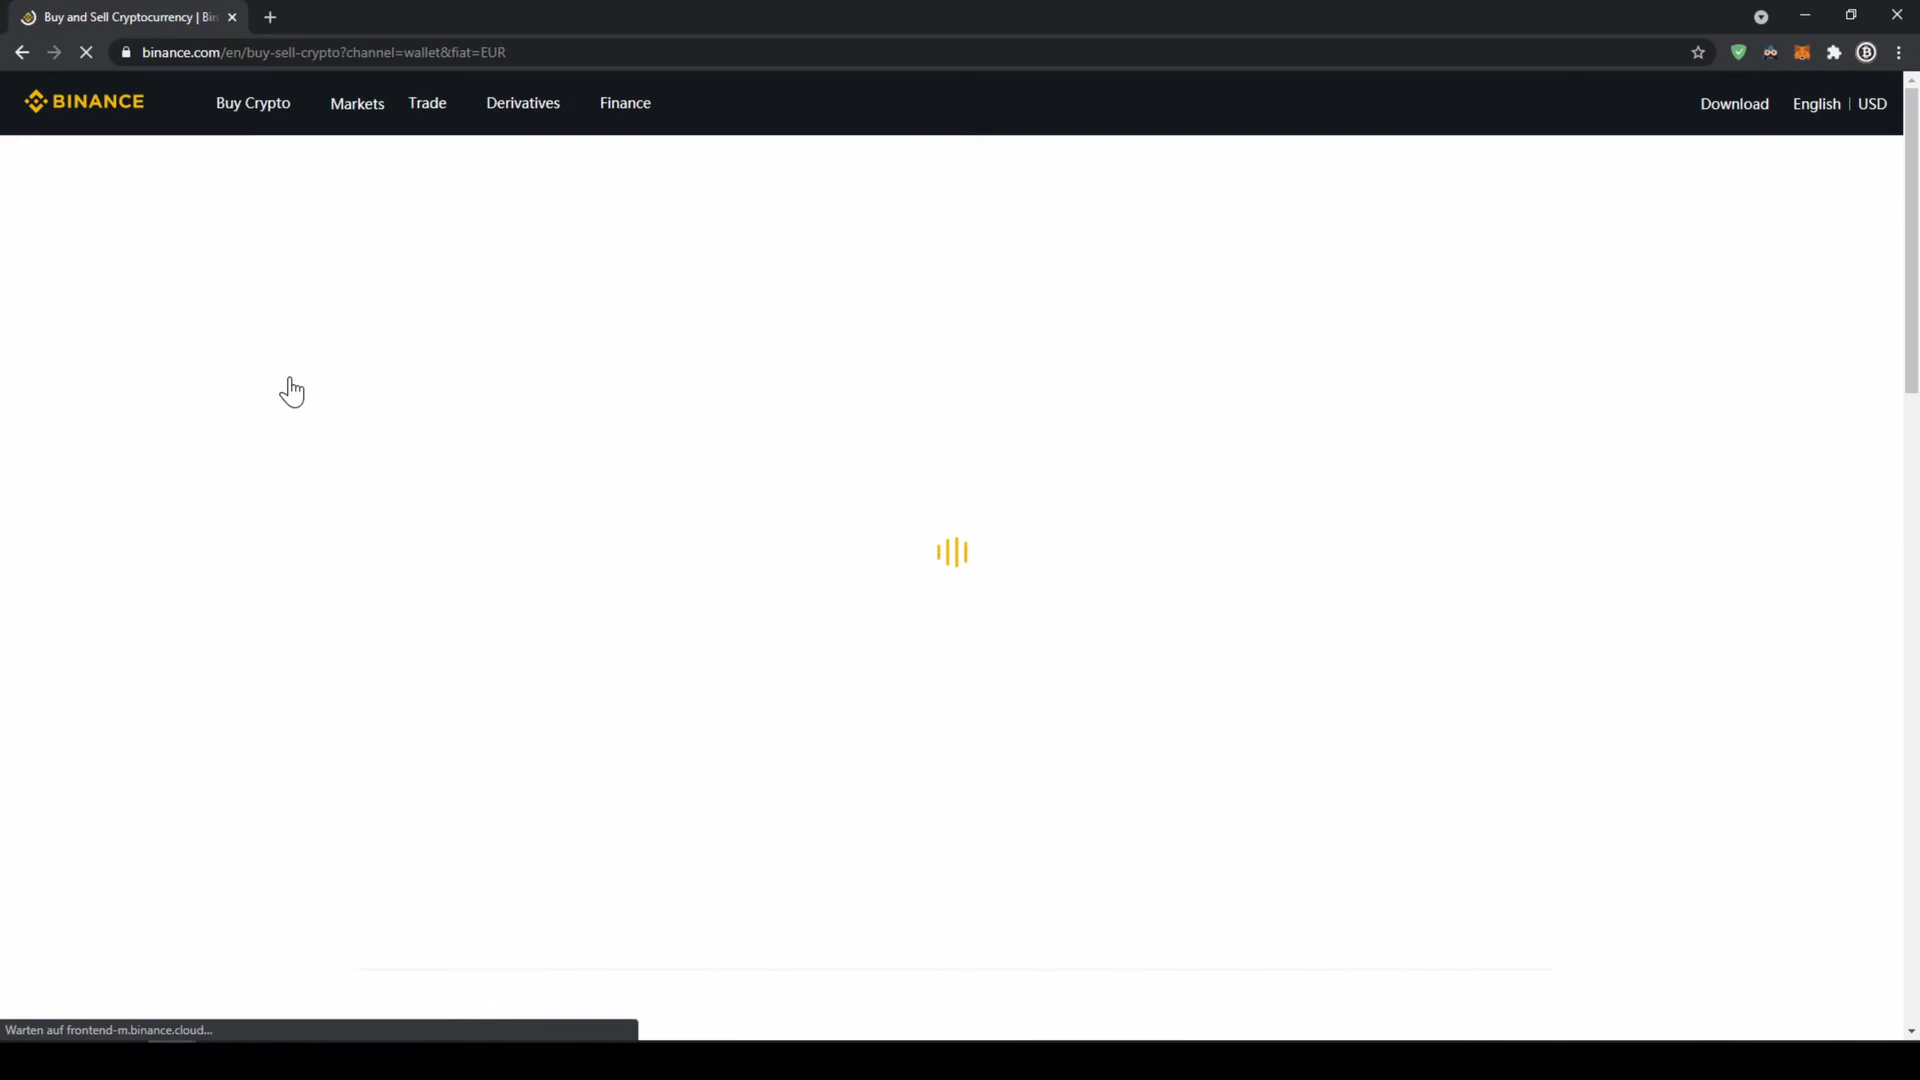 Buy and Sell Cryptocurrency | Bin
binance.com/en/buy-sell-crypto?channel=wallet&fiat=EUR
BINANCE
Buy Crypto
Markets
Trade
Derivatives
Finance
Download
English | USD
Warten auf frontend-m.binance.cloud...